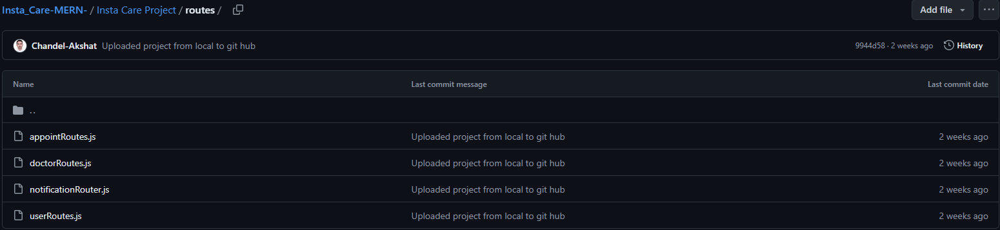 Insta_Care-MERN- / Insta Care Project / routes /
Add file
Chandel-Akshat Uploaded project from local to git hub
9944d58 · 2 weeks ago History
Name Last commit message Last commit date
..
appointRoutes.js Uploaded project from local to git hub 2 weeks ago
doctorRoutes.js Uploaded project from local to git hub 2 weeks ago
notificationRouter.js Uploaded project from local to git hub 2 weeks ago
userRoutes.js Uploaded project from local to git hub 2 weeks ago